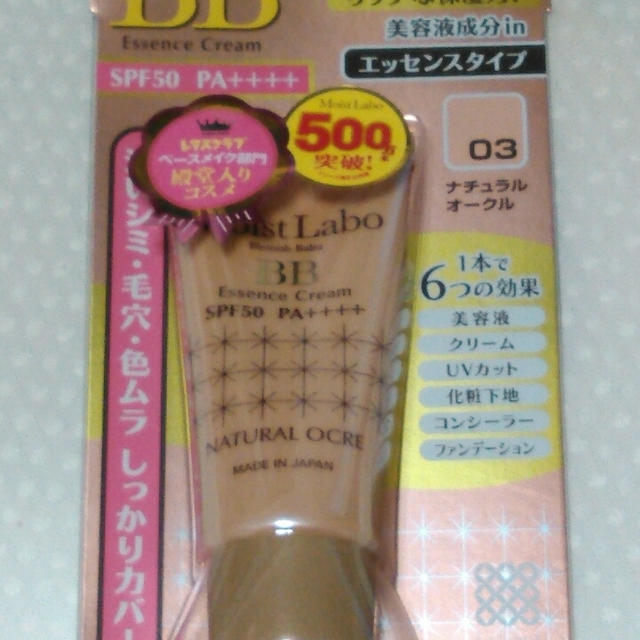 BB
Essence Cream
美容液成分in
エッセンスタイプ
SPF50 PA++++
ベースメイク部門
殿堂入り
コスメ
Moist Labo
500
突破!
03
ナチュラル
オークル
シミ・毛穴・色ムラ しっかりカバー
Moist Labo
Blemish Balm
BB
Essence Cream
SPF50 PA++++
NATURAL OCRE
MADE IN JAPAN
1本で
6つの効果
美容液
クリーム
UVカット
化粧下地
コンシーラー
ファンデーション